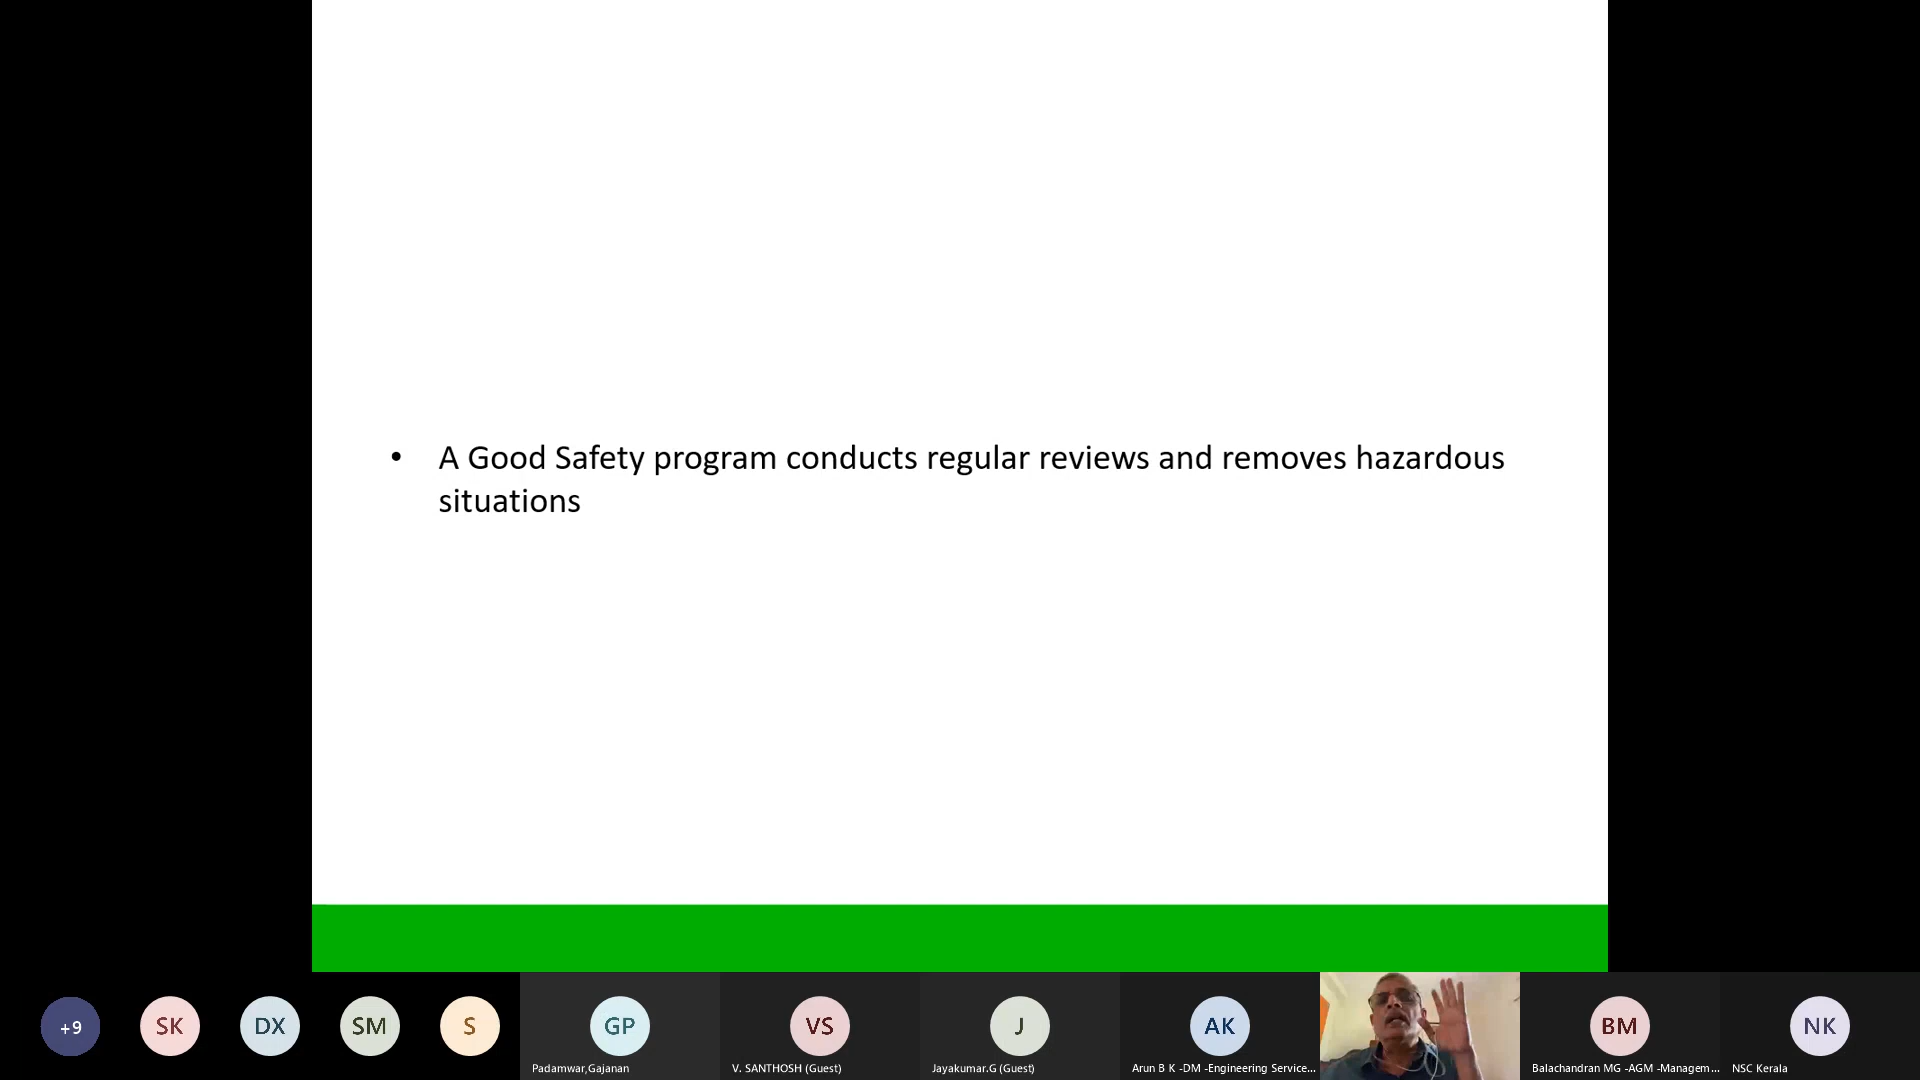 • A Good Safety program conducts regular reviews and removes hazardous
situations
+9
SK
DX
SM
S
GP
VS
J
AK
BM
NK
Padamwar,Gajanan
V. SANTHOSH (Guest)
Jayakumar.G (Guest)
Arun B K -DM -Engineering Service...
Balachandran MG -AGM -Managem...
NSC Kerala